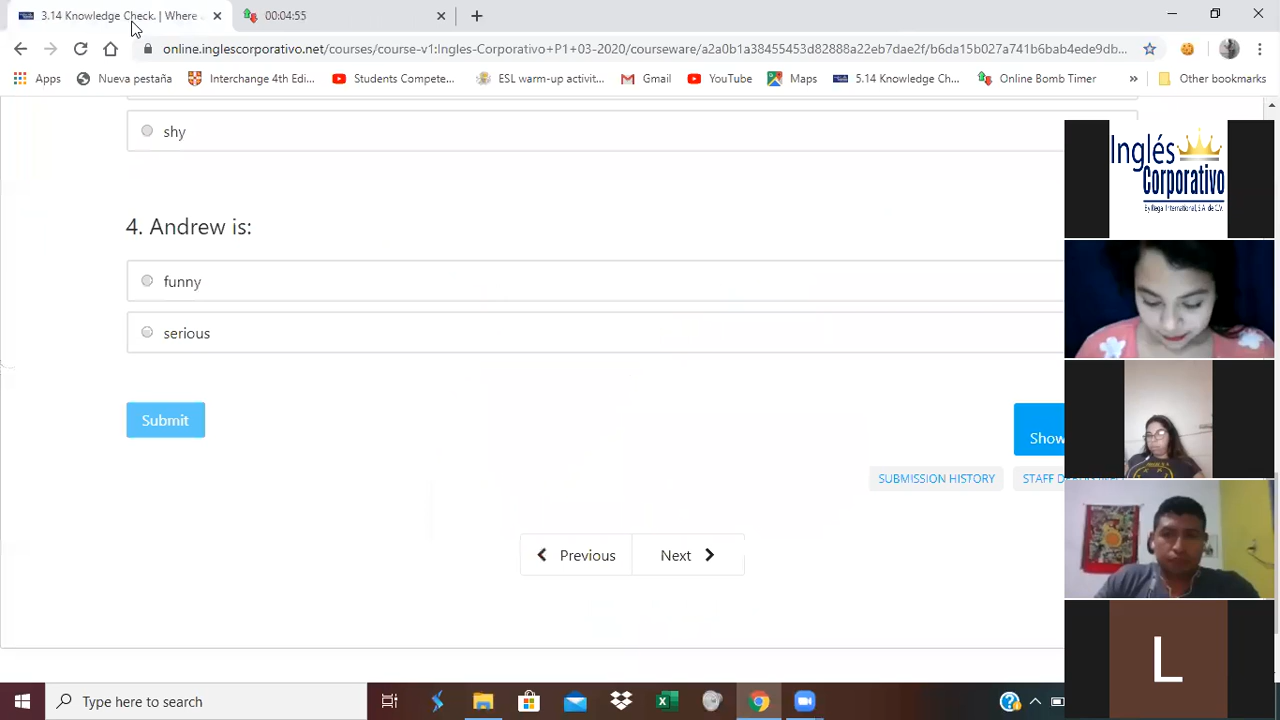 3.14 Knowledge Check. | Where
00:04:55
online.inglescorporativo.net/courses/course-v1:Ingles-Corporativo+P1+03-2020/courseware/a2a0b1a38455453d82888a22eb7dae2f/b6da15b027a741b6bab4ede9db...
Apps
Nueva pestaña
Interchange 4th Edi...
Students Compete...
ESL warm-up activit...
Gmail
YouTube
Maps
5.14 Knowledge Ch...
Online Bomb Timer
»
Other bookmarks
shy
4. Andrew is:
funny
serious
Submit
Show
SUBMISSION HISTORY
Previous
Next
Inglés
Corporativo
L
Type here to search